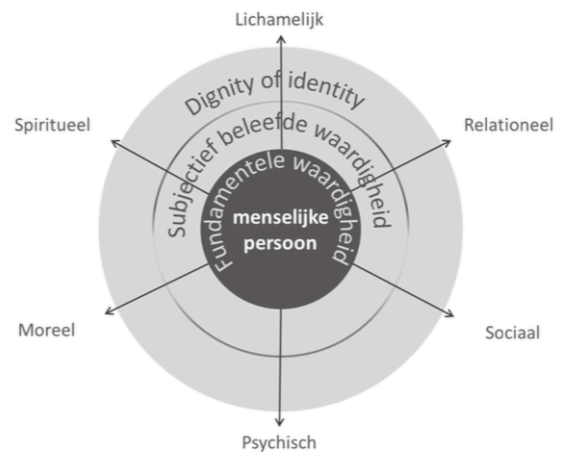 Lichamelijk
Dignity of identity
Spiritueel
Relationeel
Subjectief beleefde waardigheid
Fundamentele waardigheid
menselijke
persoon
Moreel
Sociaal
Psychisch